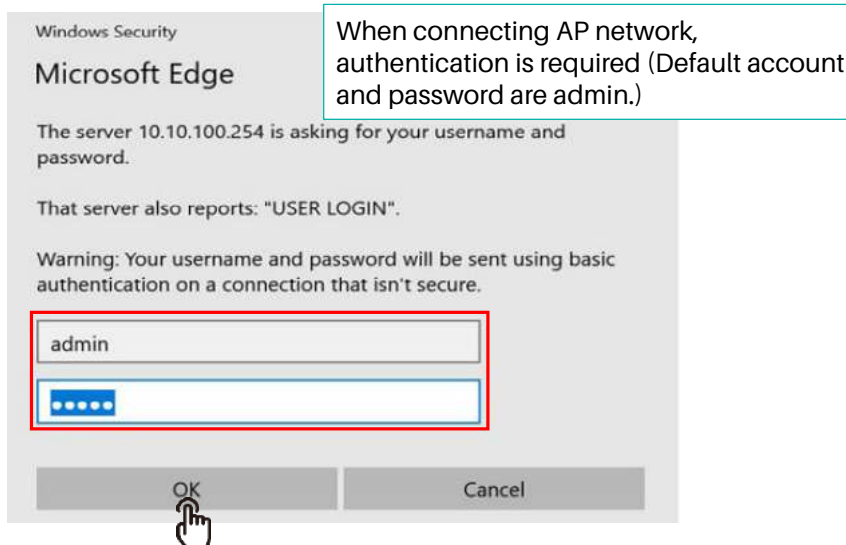 Windows Security
When connecting AP network,
authentication is required (Default account
and password are admin.)
Microsoft Edge
The server 10.10.100.254 is asking for your username and
password.
That server also reports: "USER LOGIN".
Warning: Your username and password will be sent using basic
authentication on a connection that isn't secure.
admin
•••••
OK
Cancel